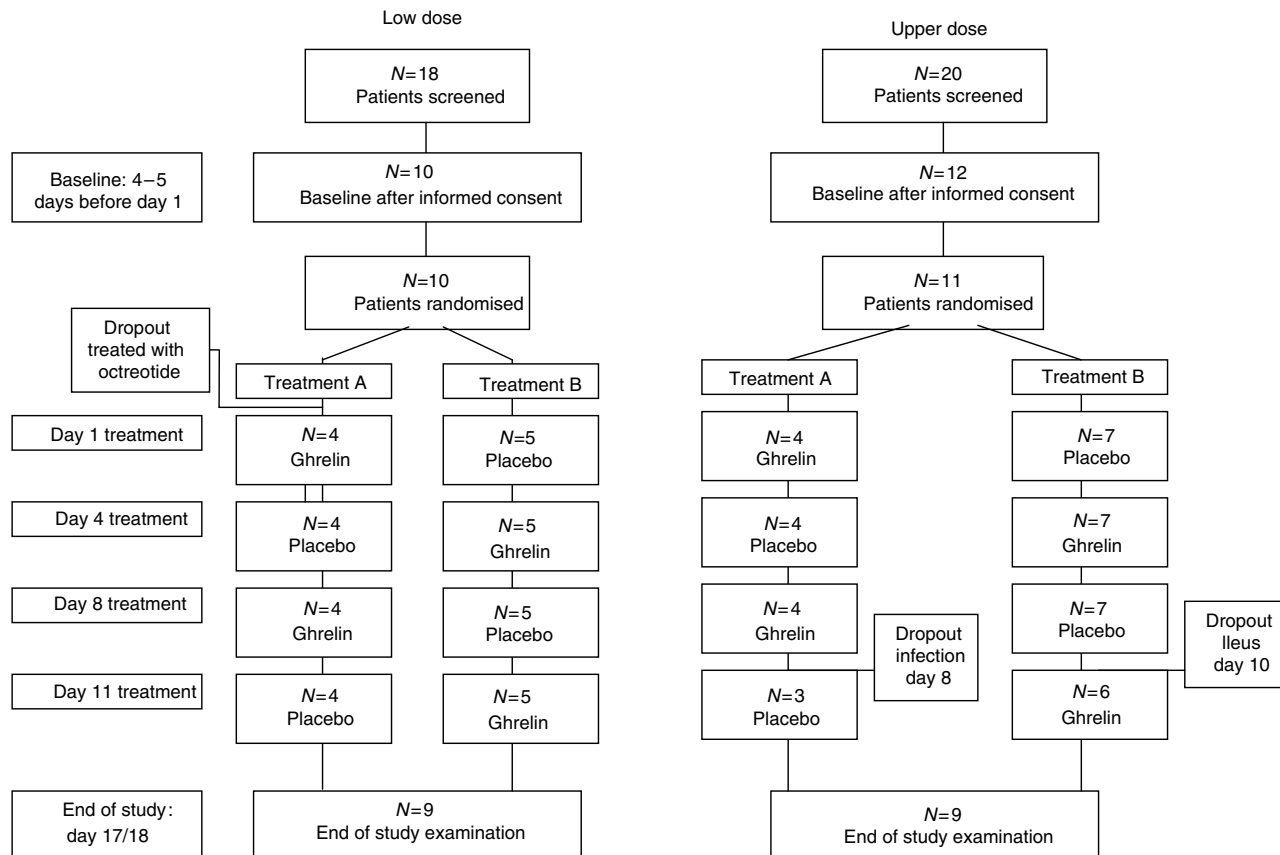 Low dose
Upper dose
N=18
Patients screened
N=20
Patients screened
Baseline: 4–5
days before day 1
N=10
Baseline after informed consent
N=12
Baseline after informed consent
N=10
Patients randomised
N=11
Patients randomised
Dropout
treated with
octreotide
Treatment A
Treatment B
Treatment A
Treatment B
Day 1 treatment
N=4
Ghrelin
N=5
Placebo
N=4
Ghrelin
N=7
Placebo
Day 4 treatment
N=4
Placebo
N=5
Ghrelin
N=4
Placebo
N=7
Ghrelin
Day 8 treatment
N=4
Ghrelin
N=5
Placebo
N=4
Ghrelin
N=7
Placebo
Dropout
infection
day 8
Dropout
Ileus
day 10
Day 11 treatment
N=4
Placebo
N=5
Ghrelin
N=3
Placebo
N=6
Ghrelin
End of study:
day 17/18
N=9
End of study examination
N=9
End of study examination